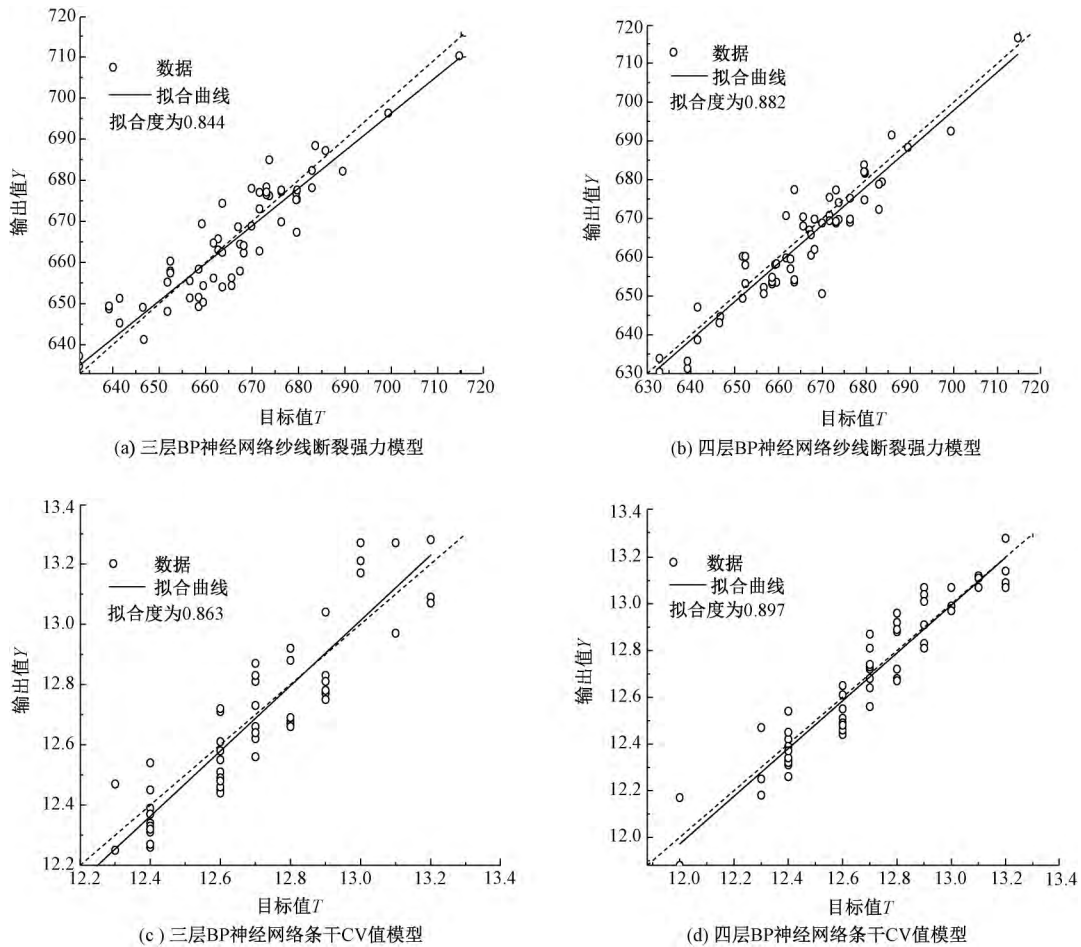 720
710
700
690
680
670
660
650
640
640 650 660 670 680 690 700 710 720
输出值Y
目标值T
数据
拟合曲线
拟合度为0.844
(a) 三层BP神经网络纱线断裂强力模型
720
710
700
690
680
670
660
650
640
630
630 640 650 660 670 680 690 700 710 720
输出值Y
目标值T
数据
拟合曲线
拟合度为0.882
(b) 四层BP神经网络纱线断裂强力模型
13.4
13.2
13.0
12.8
12.6
12.4
12.2
12.2 12.4 12.6 12.8 13.0 13.2 13.4
输出值Y
目标值T
数据
拟合曲线
拟合度为0.863
(c) 三层BP神经网络条干CV值模型
13.4
13.2
13.0
12.8
12.6
12.4
12.2
12.0
12.0 12.2 12.4 12.6 12.8 13.0 13.2 13.4
输出值Y
目标值T
数据
拟合曲线
拟合度为0.897
(d) 四层BP神经网络条干CV值模型